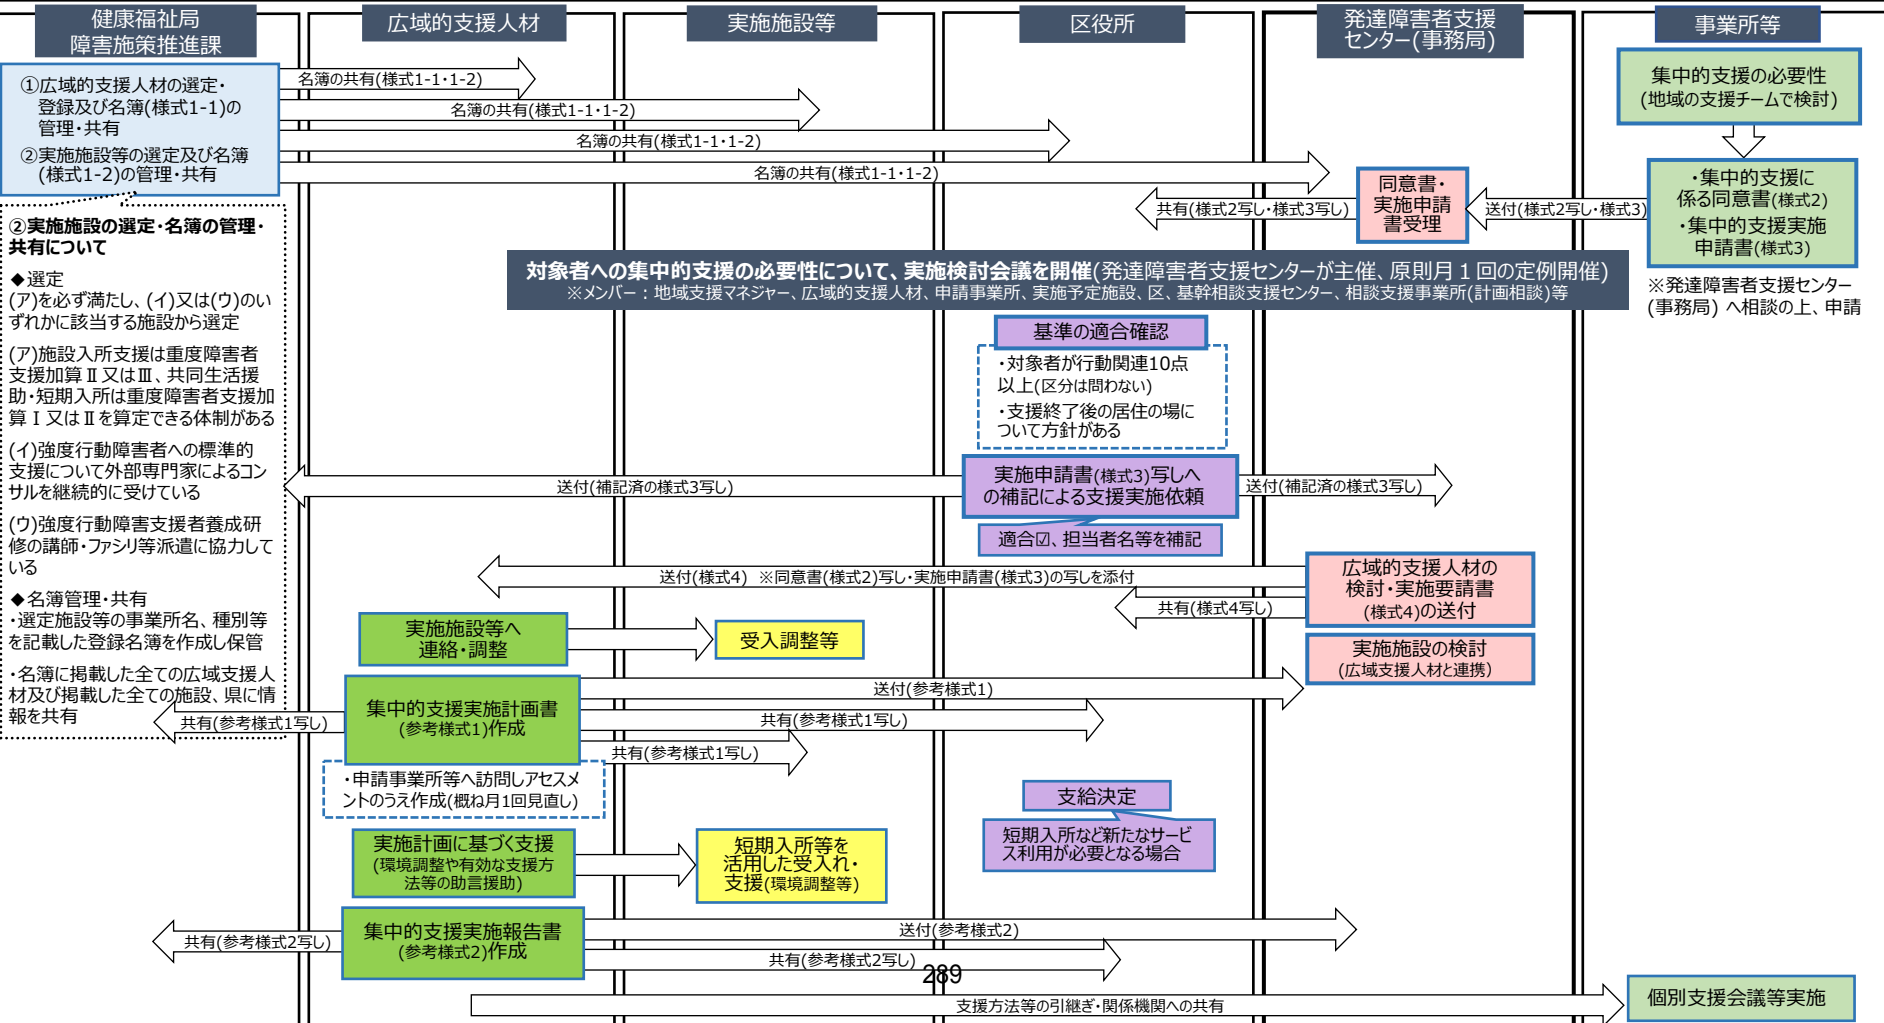 健康福祉局
障害施策推進課
広域的支援人材
実施施設等
区役所
発達障害者支援
センター(事務局)
事業所等
①広域的支援人材の選定・
登録及び名簿(様式1-1)の
管理・共有
②実施施設等の選定及び名簿
(様式1-2)の管理・共有
名簿の共有(様式1-1・1-2)
名簿の共有(様式1-1・1-2)
名簿の共有(様式1-1・1-2)
名簿の共有(様式1-1・1-2)
集中的支援の必要性
(地域の支援チームで検討)
・集中的支援に
係る同意書(様式2)
・集中的支援実施
申請書(様式3)
送付(様式2写し・様式3)
同意書・
実施申請
書受理
共有(様式2写し・様式3写し)
※発達障害者支援センター
(事務局) へ相談の上、申請
②実施施設の選定・名簿の管理・
共有について
◆選定
(ア)を必ず満たし、(イ)又は(ウ)のい
ずれかに該当する施設から選定
(ア)施設入所支援は重度障害者
支援加算Ⅱ又はⅢ、共同生活援
助・短期入所は重度障害者支援加
算Ⅰ又はⅡを算定できる体制がある
(イ)強度行動障害者への標準的
支援について外部専門家によるコン
サルを継続的に受けている
(ウ)強度行動障害支援者養成研
修の講師・ファシリ等派遣に協力して
いる
◆名簿管理・共有
・選定施設等の事業所名、種別等
を記載した登録名簿を作成し保管
・名簿に掲載した全ての広域支援人
材及び掲載した全ての施設、県に情
報を共有
対象者への集中的支援の必要性について、実施検討会議を開催(発達障害者支援センターが主催、原則月1回の定例開催)
※メンバー：地域支援マネジャー、広域的支援人材、申請事業所、実施予定施設、区、基幹相談支援センター、相談支援事業所(計画相談)等
基準の適合確認
・対象者が行動関連10点
以上(区分は問わない)
・支援終了後の居住の場に
ついて方針がある
実施申請書(様式3)写しへ
の補記による支援実施依頼
送付(補記済の様式3写し)
送付(補記済の様式3写し)
適合☑、担当者名等を補記
広域的支援人材の
検討・実施要請書
(様式4)の送付
送付(様式4) ※同意書(様式2)写し・実施申請書(様式3)の写しを添付
共有(様式4写し)
実施施設の検討
(広域支援人材と連携)
実施施設等へ
連絡・調整
受入調整等
集中的支援実施計画書
(参考様式1)作成
送付(参考様式1)
共有(参考様式1写し)
共有(参考様式1写し)
共有(参考様式1写し)
・申請事業所等へ訪問しアセスメ
ントのうえ作成(概ね月1回見直し)
支給決定
短期入所など新たなサービ
ス利用が必要となる場合
実施計画に基づく支援
(環境調整や有効な支援方
法等の助言援助)
短期入所等を
活用した受入れ・
支援(環境調整等)
集中的支援実施報告書
(参考様式2)作成
送付(参考様式2)
共有(参考様式2写し)
共有(参考様式2写し)
289
支援方法等の引継ぎ・関係機関への共有
個別支援会議等実施